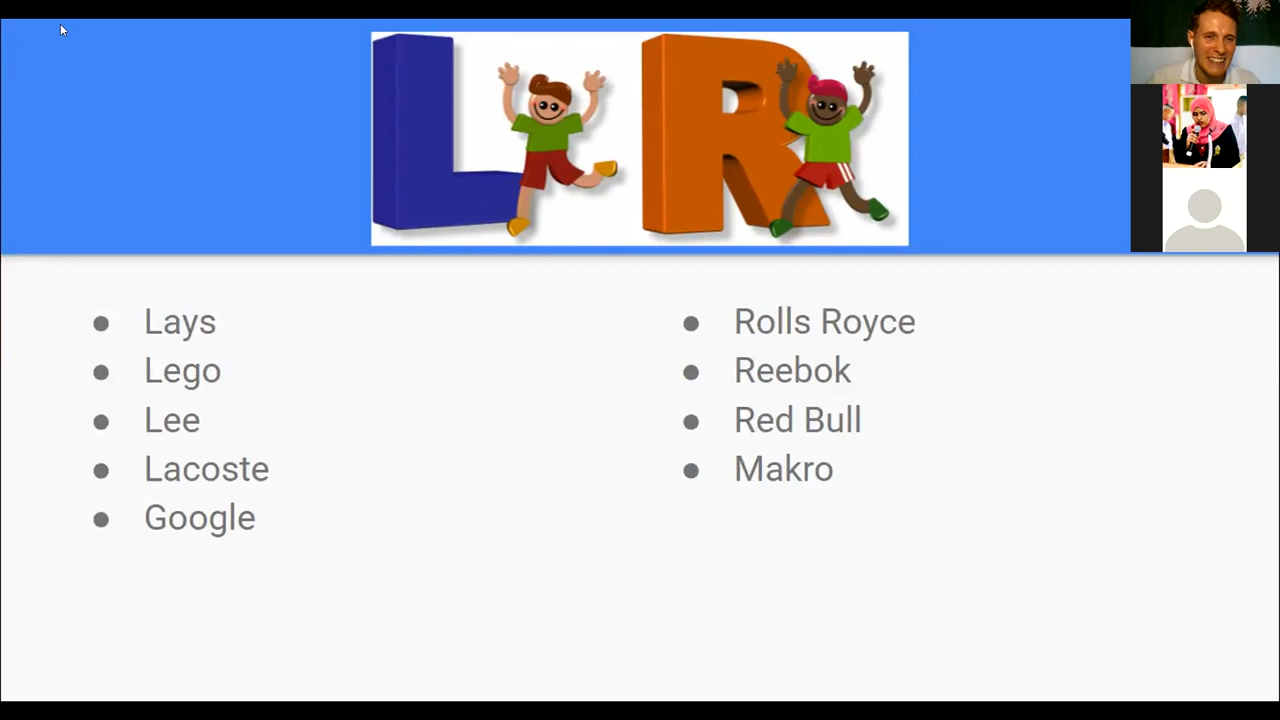 L R
Lays
Lego
Lee
Lacoste
Google
Rolls Royce
Reebok
Red Bull
Makro